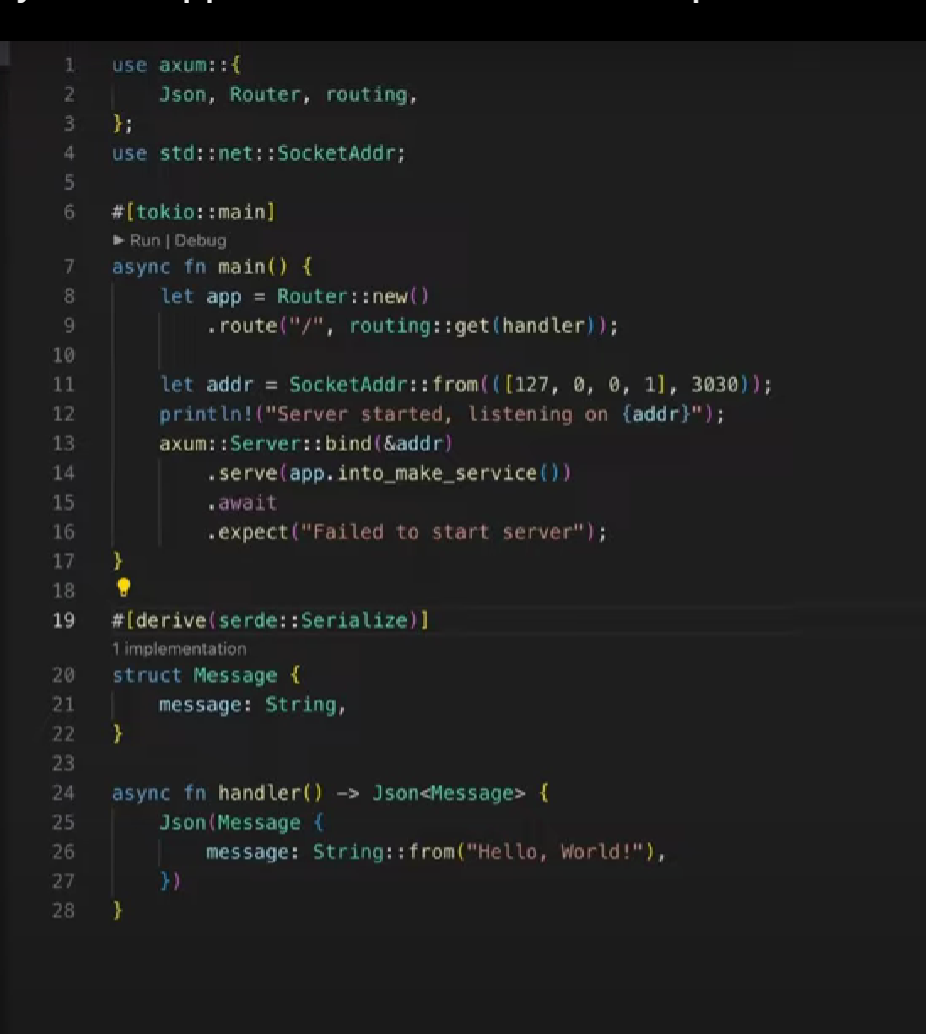 1 use axum::{
2     Json, Router, routing,
3 };
4 use std::net::SocketAddr;
5
6 #[tokio::main]
▶ Run | Debug
7 async fn main() {
8     let app = Router::new()
9         .route("/", routing::get(handler));
10
11     let addr = SocketAddr::from(([127, 0, 0, 1], 3030));
12     println!("Server started, listening on {addr}");
13     axum::Server::bind(&addr)
14         .serve(app.into_make_service())
15         .await
16         .expect("Failed to start server");
17 }
18
19 #[derive(serde::Serialize)]
1 implementation
20 struct Message {
21     message: String,
22 }
23
24 async fn handler() -> Json<Message> {
25     Json(Message {
26         message: String::from("Hello, World!"),
27     })
28 }